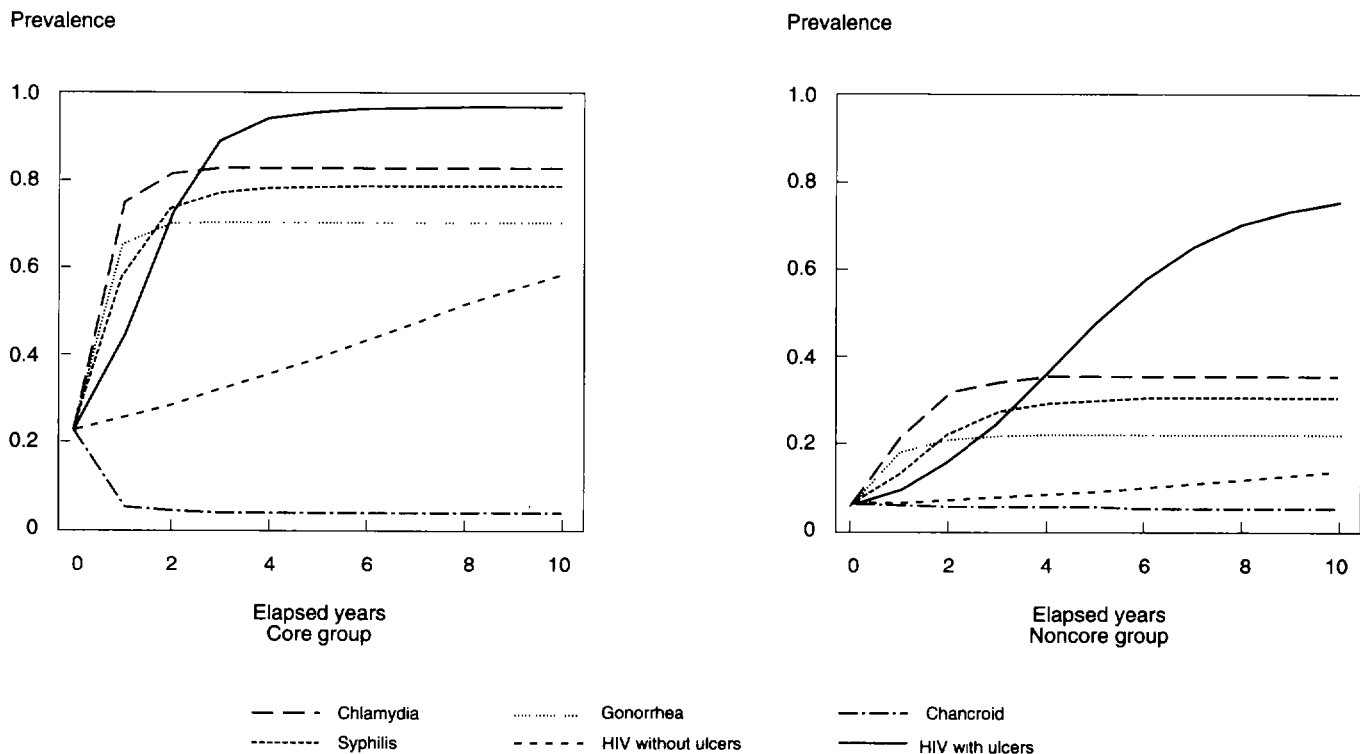 Prevalence
1.0
0.8
0.6
0.4
0.2
0
0 2 4 6 8 10
Elapsed years
Core group
Prevalence
1.0
0.8
0.6
0.4
0.2
0
0 2 4 6 8 10
Elapsed years
Noncore group
Chlamydia Gonorrhea Chancroid
Syphilis HIV without ulcers HIV with ulcers